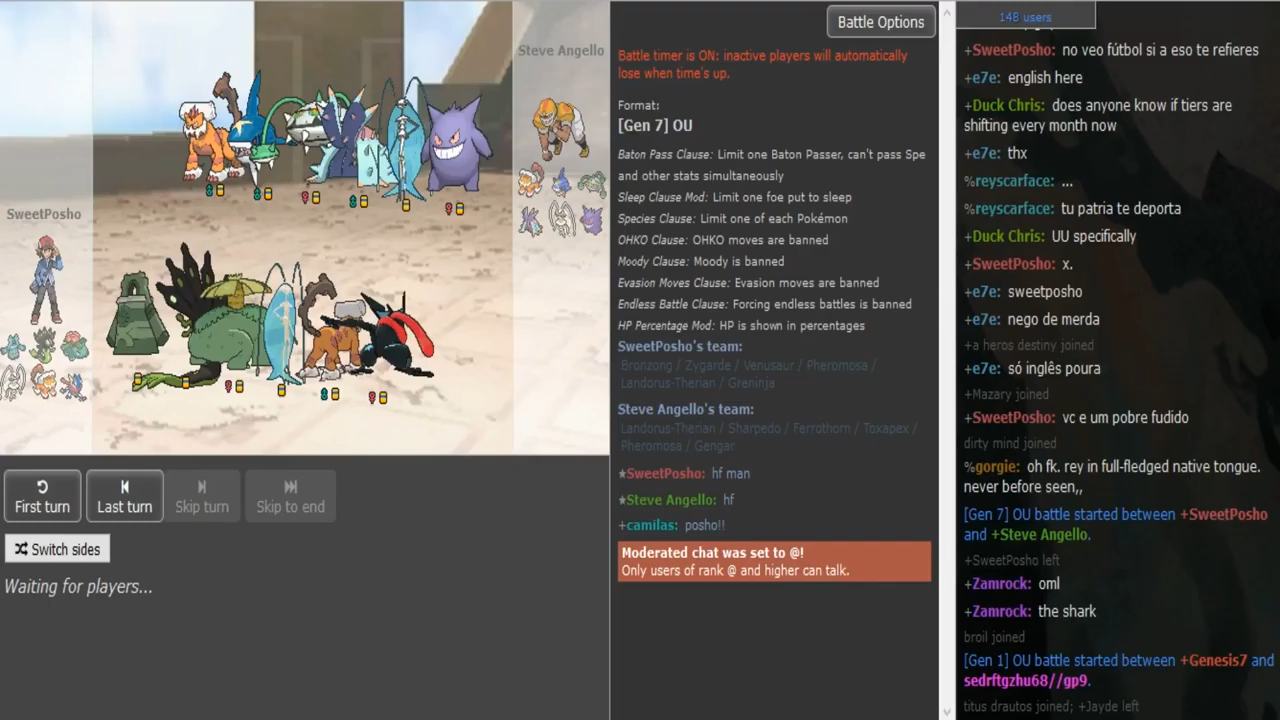 Steve Angello
SweetPosho
First turn
Last turn
Skip turn
Skip to end
Switch sides
Waiting for players...
Battle Options
Battle timer is ON: inactive players will automatically
lose when time's up.
Format:
[Gen 7] OU
Baton Pass Clause: Limit one Baton Passer, can't pass Spe
and other stats simultaneously
Sleep Clause Mod: Limit one foe put to sleep
Species Clause: Limit one of each Pokémon
OHKO Clause: OHKO moves are banned
Moody Clause: Moody is banned
Evasion Moves Clause: Evasion moves are banned
Endless Battle Clause: Forcing endless battles is banned
HP Percentage Mod: HP is shown in percentages
SweetPosho's team:
Bronzong / Zygarde / Venusaur / Pheromosa /
Landorus-Therian / Greninja
Steve Angello's team:
Landorus-Therian / Sharpedo / Ferrothorn / Toxapex /
Pheromosa / Gengar
★SweetPosho: hf man
★Steve Angello: hf
+camilas: posho!!
Moderated chat was set to @!
Only users of rank @ and higher can talk.
148 users
+SweetPosho: no veo fútbol si a eso te refieres
+e7e: english here
+Duck Chris: does anyone know if tiers are
shifting every month now
+e7e: thx
%reyscarface: ...
%reyscarface: tu patria te deporta
+Duck Chris: UU specifically
+SweetPosho: x.
+e7e: sweetposho
+e7e: nego de merda
+a heros destiny joined
+e7e: só inglês poura
+Mazary joined
+SweetPosho: vc e um pobre fudido
dirty mind joined
%gorgie: oh fk. rey in full-fledged native tongue.
never before seen,,
[Gen 7] OU battle started between +SweetPosho
and +Steve Angello.
+SweetPosho left
+Zamrock: oml
+Zamrock: the shark
broil joined
[Gen 1] OU battle started between +Genesis7 and
sedrftgzhu68//gp9.
titus drautos joined; +Jayde left